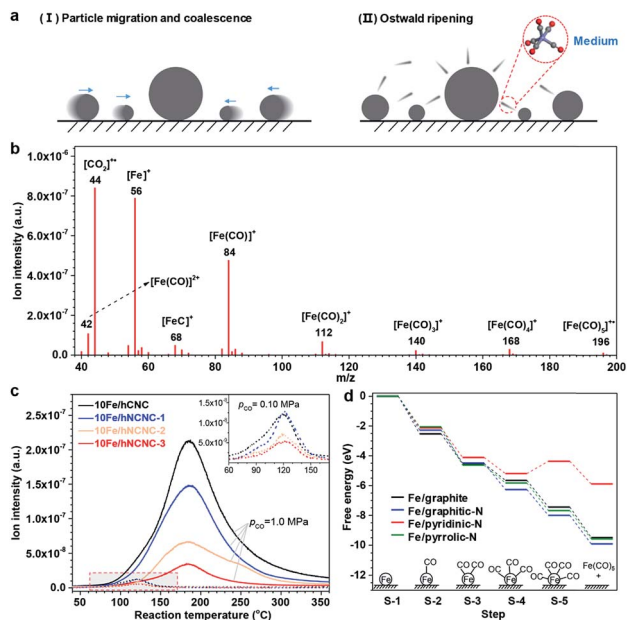 a
( I ) Particle migration and coalescence
(II) Ostwald ripening
Medium
b
Ion intensity (a.u.)
1.0x10⁻⁶
8.0x10⁻⁷
6.0x10⁻⁷
4.0x10⁻⁷
2.0x10⁻⁷
0.0
[CO₂]⁺•
44
[Fe]⁺
56
[Fe(CO)]²⁺
42
[FeC]⁺
68
[Fe(CO)]⁺
84
[Fe(CO)₂]⁺
112
[Fe(CO)₃]⁺
140
[Fe(CO)₄]⁺
168
[Fe(CO)₅]⁺•
196
40 60 80 100 120 140 160 180 200
m/z
c
Ion intensity (a.u.)
2.5x10⁻⁷
2.0x10⁻⁷
1.5x10⁻⁷
1.0x10⁻⁷
5.0x10⁻⁸
0.0
10Fe/hCNC
10Fe/hNCNC-1
10Fe/hNCNC-2
10Fe/hNCNC-3
p_CO= 0.10 MPa
1.5x10⁻⁸
1.0x10⁻⁸
5.0x10⁻⁹
60 90 120 150
p_CO=1.0 MPa
50 100 150 200 250 300 350
Reaction temperature (°C)
d
Free energy (eV)
0
-2
-4
-6
-8
-10
-12
Fe/graphite
Fe/graphitic-N
Fe/pyridinic-N
Fe/pyrrolic-N
Fe
CO
Fe
CO CO
Fe
CO CO CO
Fe
CO CO
OC CO
Fe
Fe(CO)₅
+
S-1 S-2 S-3 S-4 S-5
Step